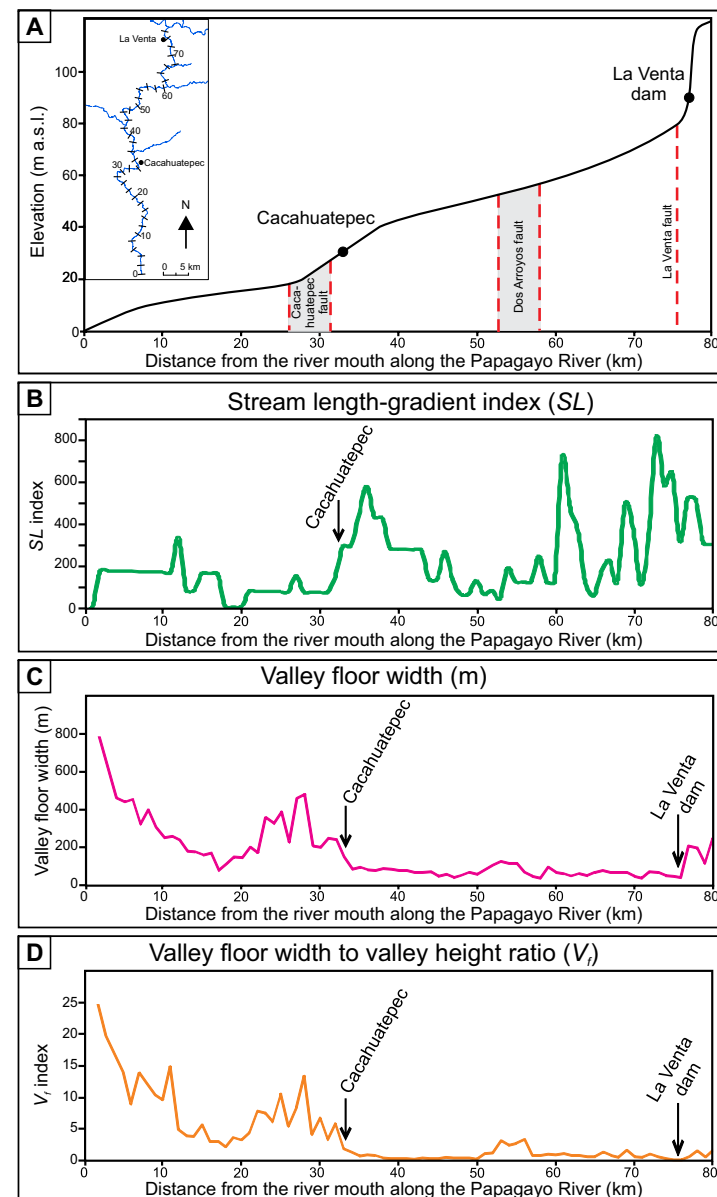 A
La Venta
70
60
50
40
30
Cacahuatepec
20
10
0
N
0 5 km
Elevation (m a.s.l.)
100
80
60
40
20
0
La Venta
dam
Cacahuatepec
Caca-
huatepec
fault
Dos Arroyos fault
La Venta fault
0 10 20 30 40 50 60 70 80
Distance from the river mouth along the Papagayo River (km)
B
Stream length-gradient index (SL)
SL index
800
600
400
200
0
Cacahuatepec
0 10 20 30 40 50 60 70 80
Distance from the river mouth along the Papagayo River (km)
C
Valley floor width (m)
Valley floor width (m)
800
600
400
200
0
Cacahuatepec
La Venta
dam
0 10 20 30 40 50 60 70 80
Distance from the river mouth along the Papagayo River (km)
D
Valley floor width to valley height ratio (Vf)
Vf index
25
20
15
10
5
0
Cacahuatepec
La Venta
dam
0 10 20 30 40 50 60 70 80
Distance from the river mouth along the Papagayo River (km)